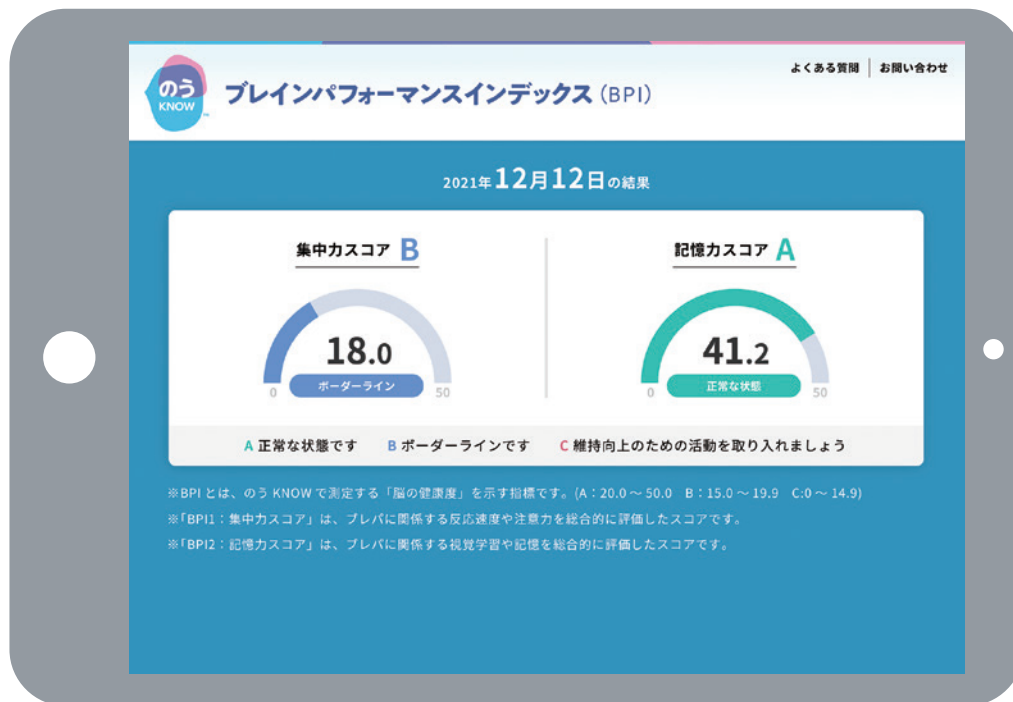 よくある質問 お問い合わせ
のう
KNOW
ブレインパフォーマンスインデックス(BPI)
2021年12月12日の結果
集中力スコア B
18.0
ボーダーライン
0 50
記憶力スコア A
41.2
正常な状態
0 50
A 正常な状態です B ボーダーラインです C 維持向上のための活動を取り入れましょう
※BPIとは、のう KNOW で測定する「脳の健康度」を示す指標です。(A:20.0~50.0 B:15.0~19.9 C:0~14.9)
※「BPI1:集中力スコア」は、ブレパに関係する反応速度や注意力を総合的に評価したスコアです。
※「BPI2:記憶力スコア」は、ブレパに関係する視覚学習や記憶を総合的に評価したスコアです。